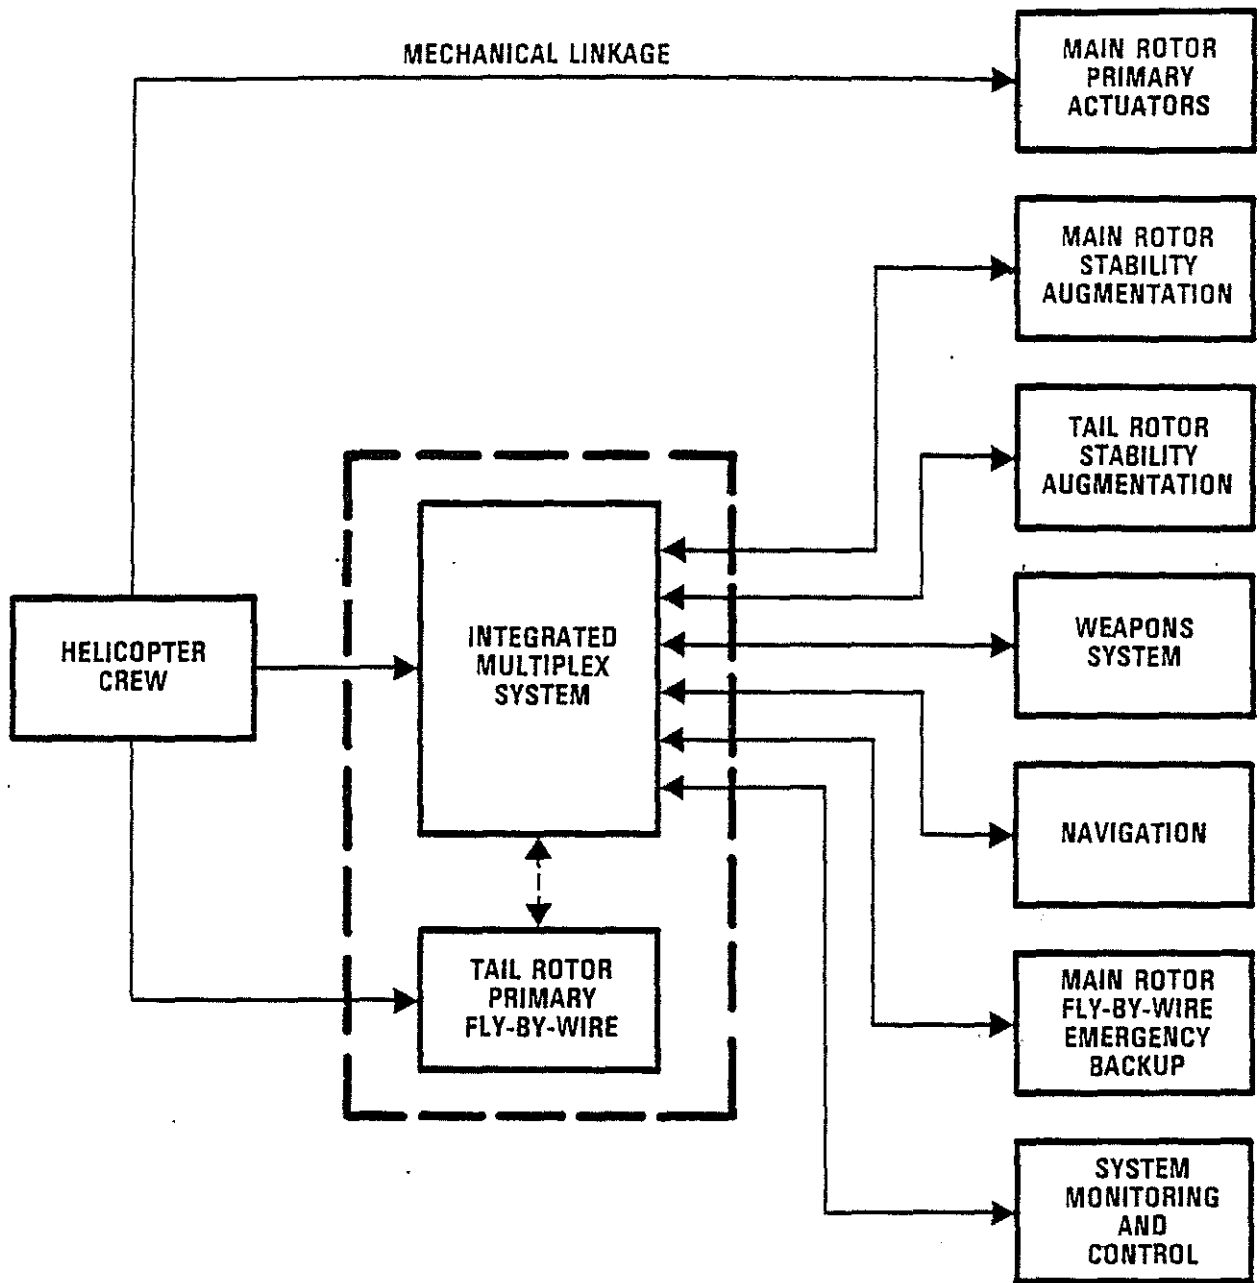 MECHANICAL LINKAGE
MAIN ROTOR
PRIMARY
ACTUATORS
MAIN ROTOR
STABILITY
AUGMENTATION
TAIL ROTOR
STABILITY
AUGMENTATION
HELICOPTER
CREW
INTEGRATED
MULTIPLEX
SYSTEM
WEAPONS
SYSTEM
NAVIGATION
TAIL ROTOR
PRIMARY
FLY-BY-WIRE
MAIN ROTOR
FLY-BY-WIRE
EMERGENCY
BACKUP
SYSTEM
MONITORING
AND
CONTROL